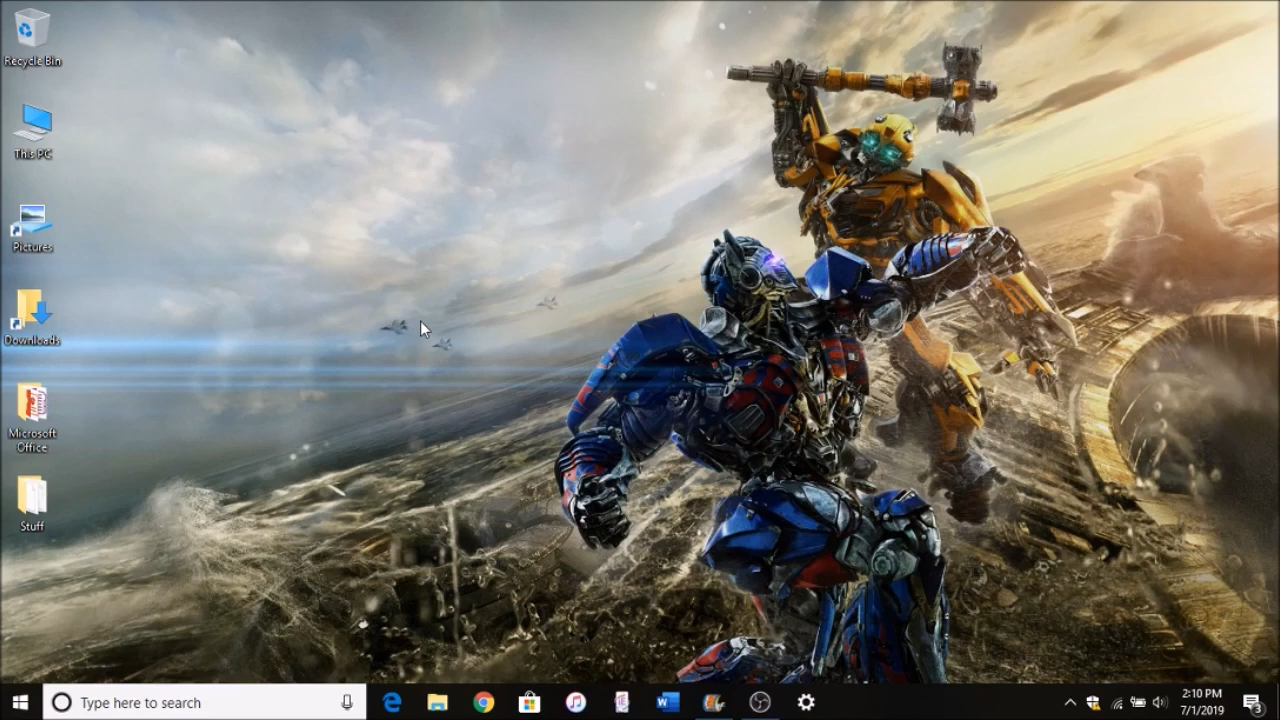 Recycle Bin
This PC
Pictures
Downloads
Microsoft
Office
Stuff
Type here to search
2:10 PM
7/1/2019
3